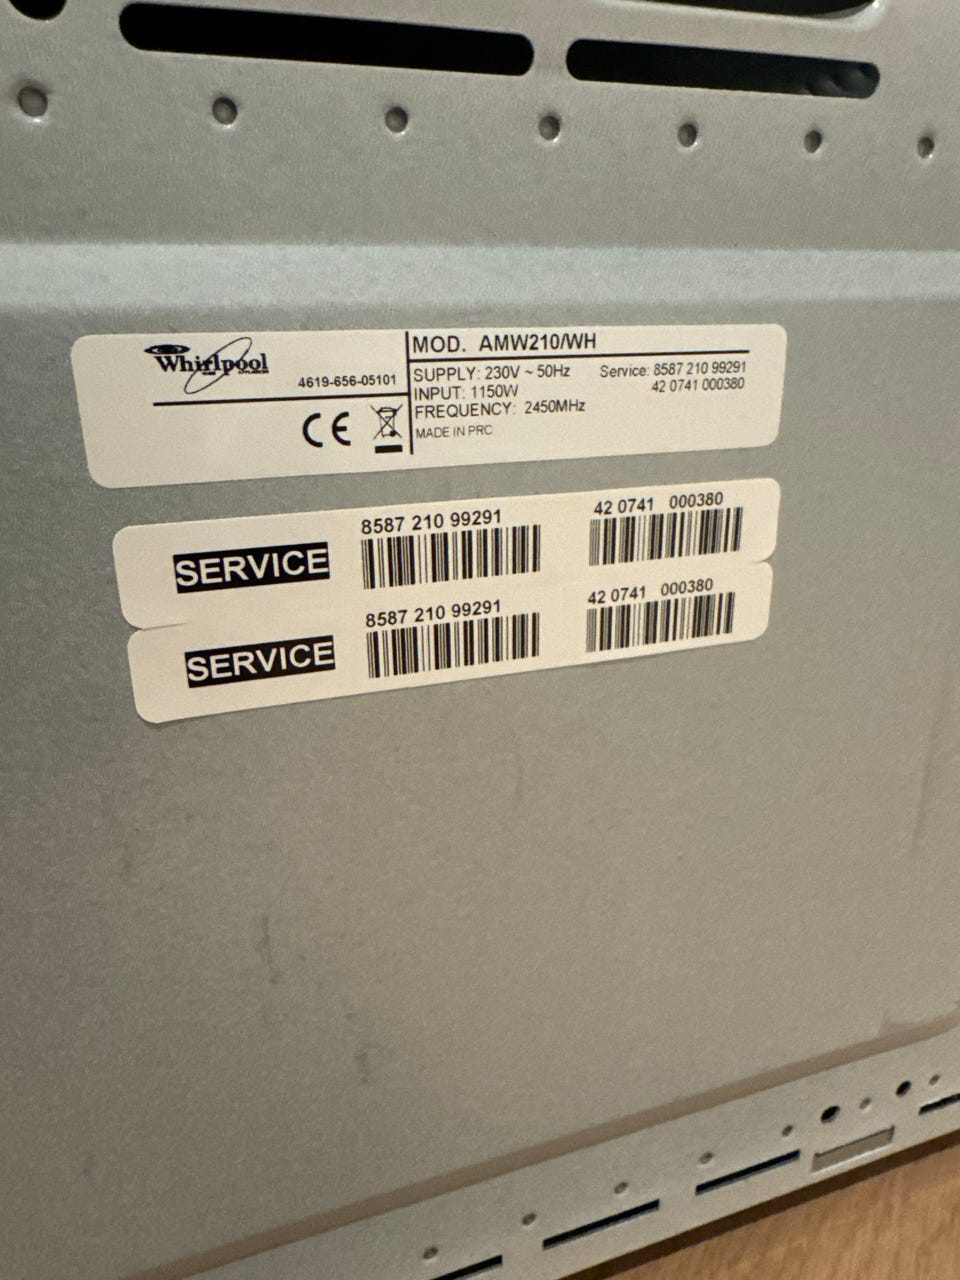 Whirlpool
4619-656-05101
MOD. AMW210/WH
SUPPLY: 230V ~ 50Hz Service: 8587 210 99291
INPUT: 1150W 42 0741 000380
FREQUENCY: 2450MHz
MADE IN PRC
CE
SERVICE 8587 210 99291 42 0741 000380
SERVICE 8587 210 99291 42 0741 000380